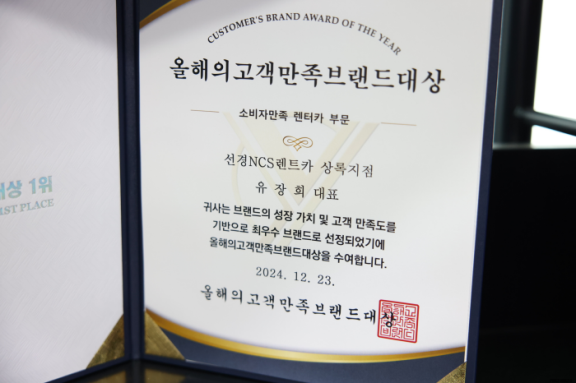 CUSTOMER'S BRAND AWARD OF THE YEAR
올해의고객만족브랜드대상
소비자만족 렌터카 부문
선경NCS렌트카 상록지점
유장희 대표
귀사는 브랜드의 성장 가치 및 고객 만족도를
기반으로 최우수 브랜드로 선정되었기에
올해의고객만족브랜드대상을 수여합니다.
2024. 12. 23.
올해의고객만족브랜드대상
대상 1위
1ST PLACE